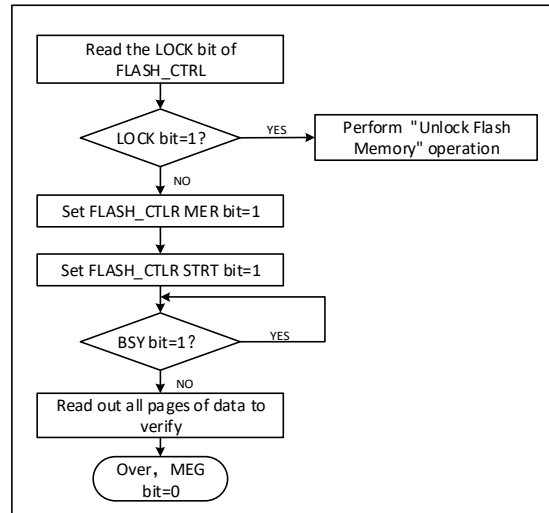 Read the LOCK bit of
FLASH_CTRL
LOCK bit=1?
YES
Perform "Unlock Flash
Memory" operation
NO
Set FLASH_CTLR MER bit=1
Set FLASH_CTLR STRT bit=1
BSY bit=1?
YES
NO
Read out all pages of data to
verify
Over，MEG
bit=0